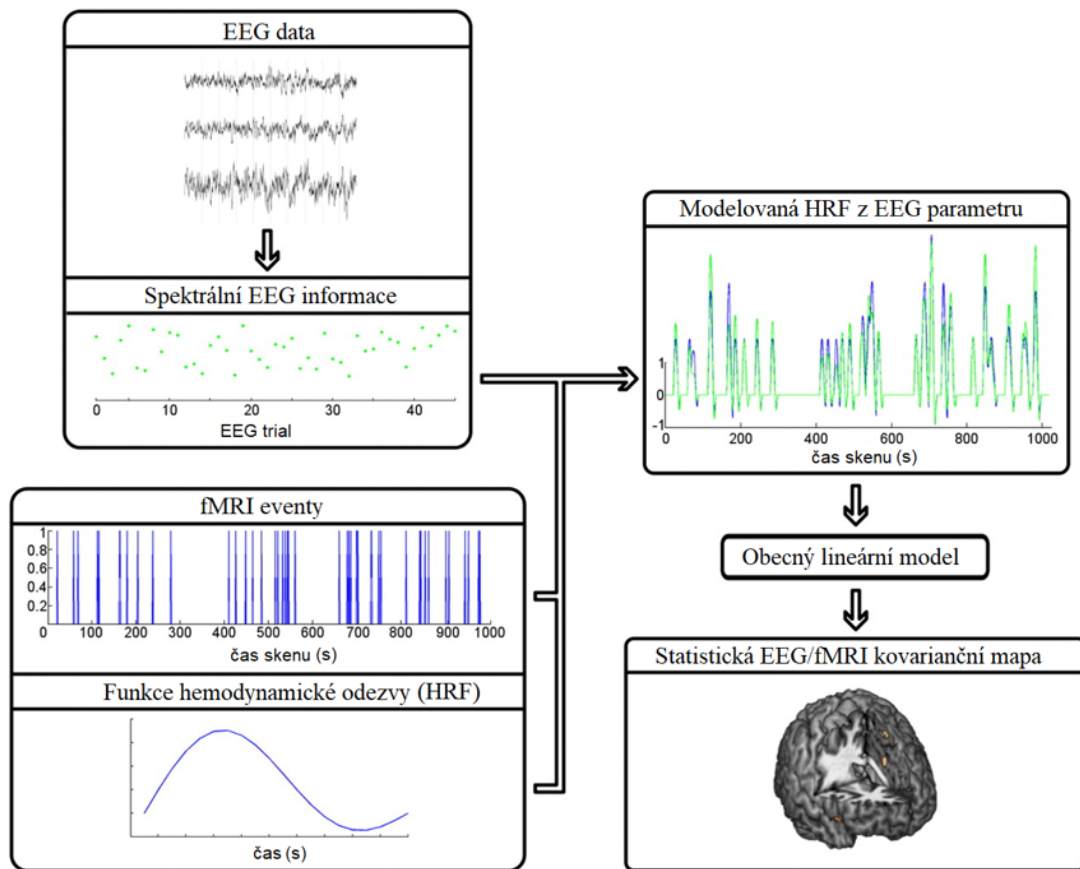 EEG data
Spektrální EEG informace
0 10 20 30 40
EEG trial
fMRI eventy
1
0.8
0.6
0.4
0.2
0 100 200 300 400 500 600 700 800 900 1000
čas skenu (s)
Funkce hemodynamické odezvy (HRF)
čas (s)
Modelovaná HRF z EEG parametru
1
0
-1
0 200 400 600 800 1000
čas skenu (s)
Obecný lineární model
Statistická EEG/fMRI kovarianční mapa